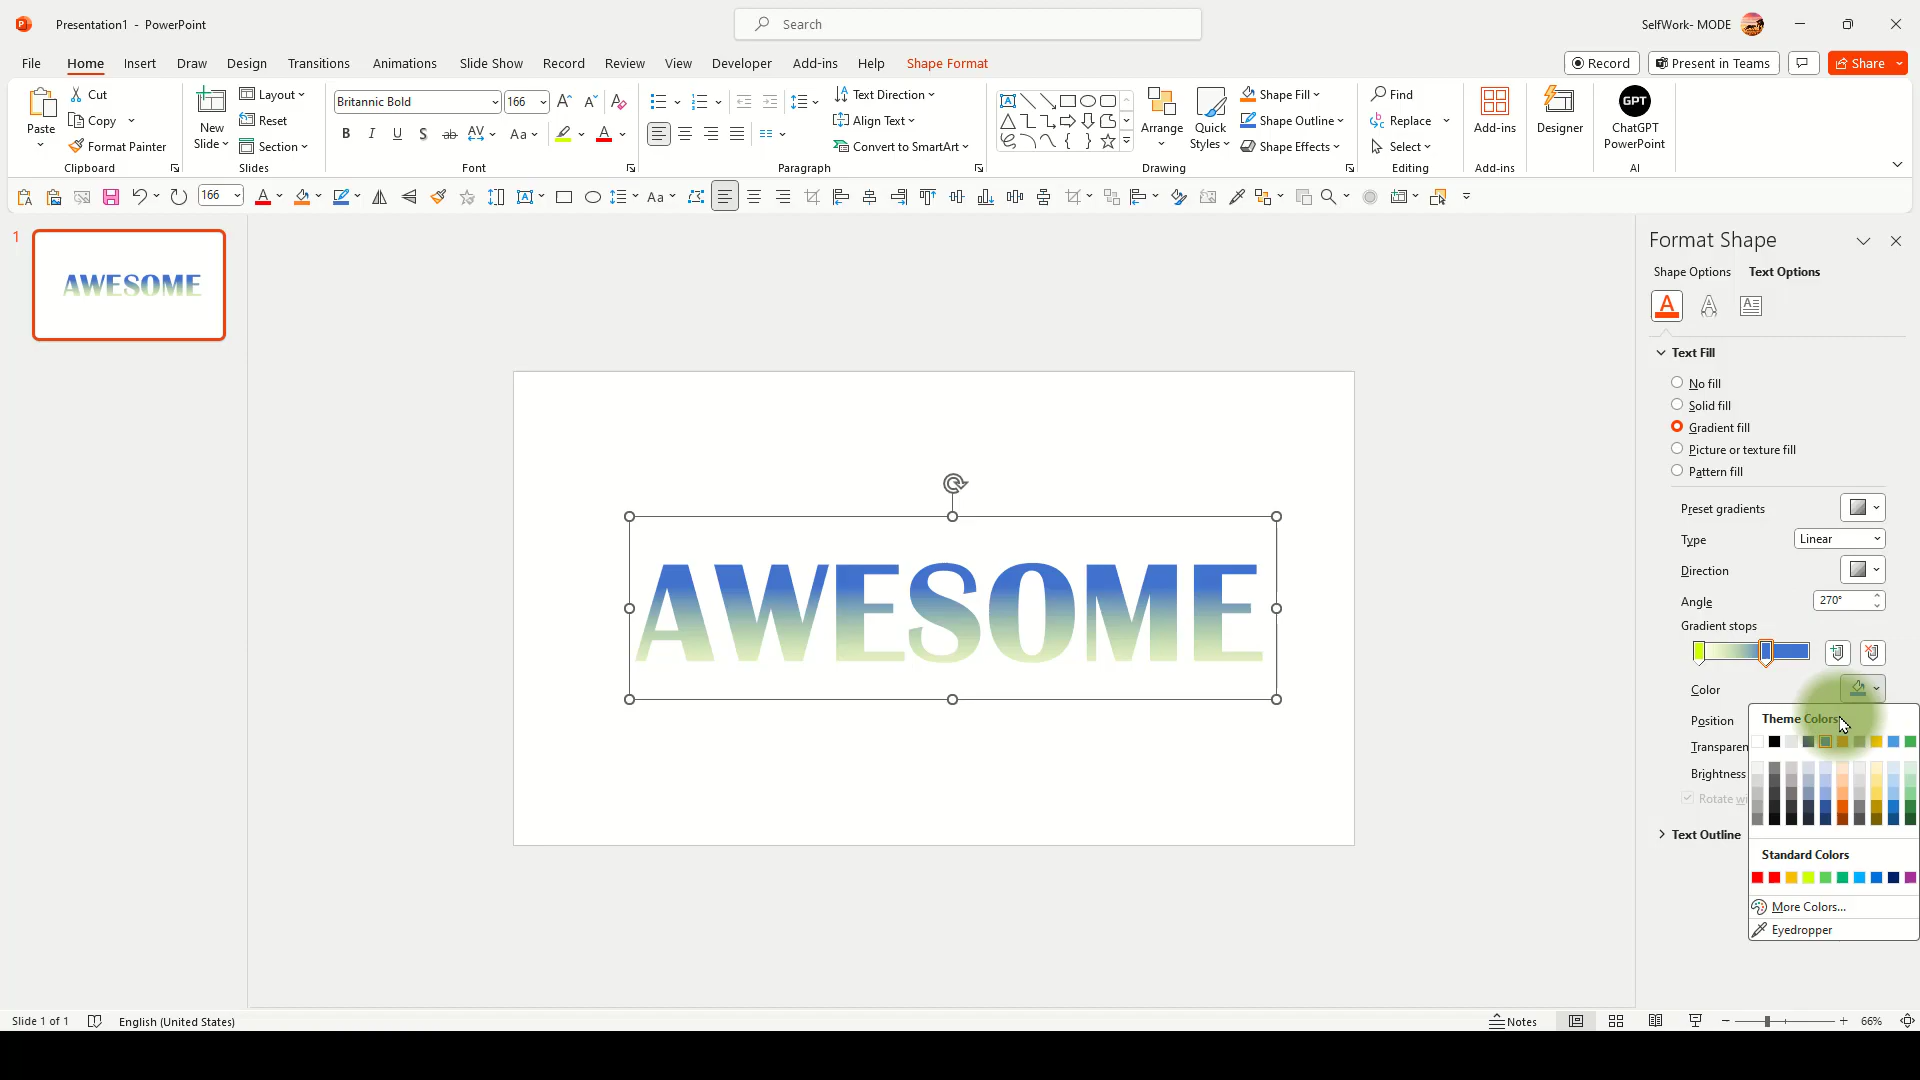 Presentation1 - PowerPoint
Search
SelfWork- MODE
File Home Insert Draw Design Transitions Animations Slide Show Record Review View Developer Add-ins Help Shape Format
Record Present in Teams Share
Paste
Cut
Copy
Format Painter
Clipboard
New
Slide
Layout
Reset
Section
Slides
Britannic Bold 166
B I U S ab AV Aa A
Font
Text Direction
Align Text
Convert to SmartArt
Paragraph
Arrange
Quick
Styles
Shape Fill
Shape Outline
Shape Effects
Drawing
Find
Replace
Select
Editing
Add-ins
Add-ins
Designer
GPT
ChatGPT
PowerPoint
AI
166
1
AWESOME
AWESOME
Format Shape
Shape Options Text Options
Text Fill
No fill
Solid fill
Gradient fill
Picture or texture fill
Pattern fill
Preset gradients
Type Linear
Direction
Angle 270°
Gradient stops
Color
Position
Transparen
Brightness
Rotate wi
Text Outline
Theme Colors
Standard Colors
More Colors...
Eyedropper
Slide 1 of 1 English (United States) Notes 66%